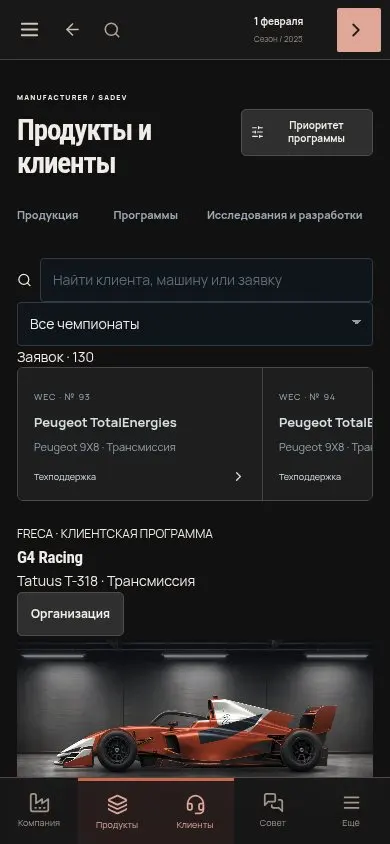 1 февраля
Сезон / 2025
MANUFACTURER / SADEV
Продукты и
клиенты
Приоритет
программы
Продукция Программы Исследования и разработки
Найти клиента, машину или заявку
Все чемпионаты
Заявок · 130
WEC · № 93
Peugeot TotalEnergies
Peugeot 9X8 · Трансмиссия
Техподдержка
WEC · № 94
Peugeot TotalE
Peugeot 9X8 · Тра
Техподдержка
FRECA · КЛИЕНТСКАЯ ПРОГРАММА
G4 Racing
Tatuus T-318 · Трансмиссия
Организация
Компания Продукты Клиенты Совет Ещё